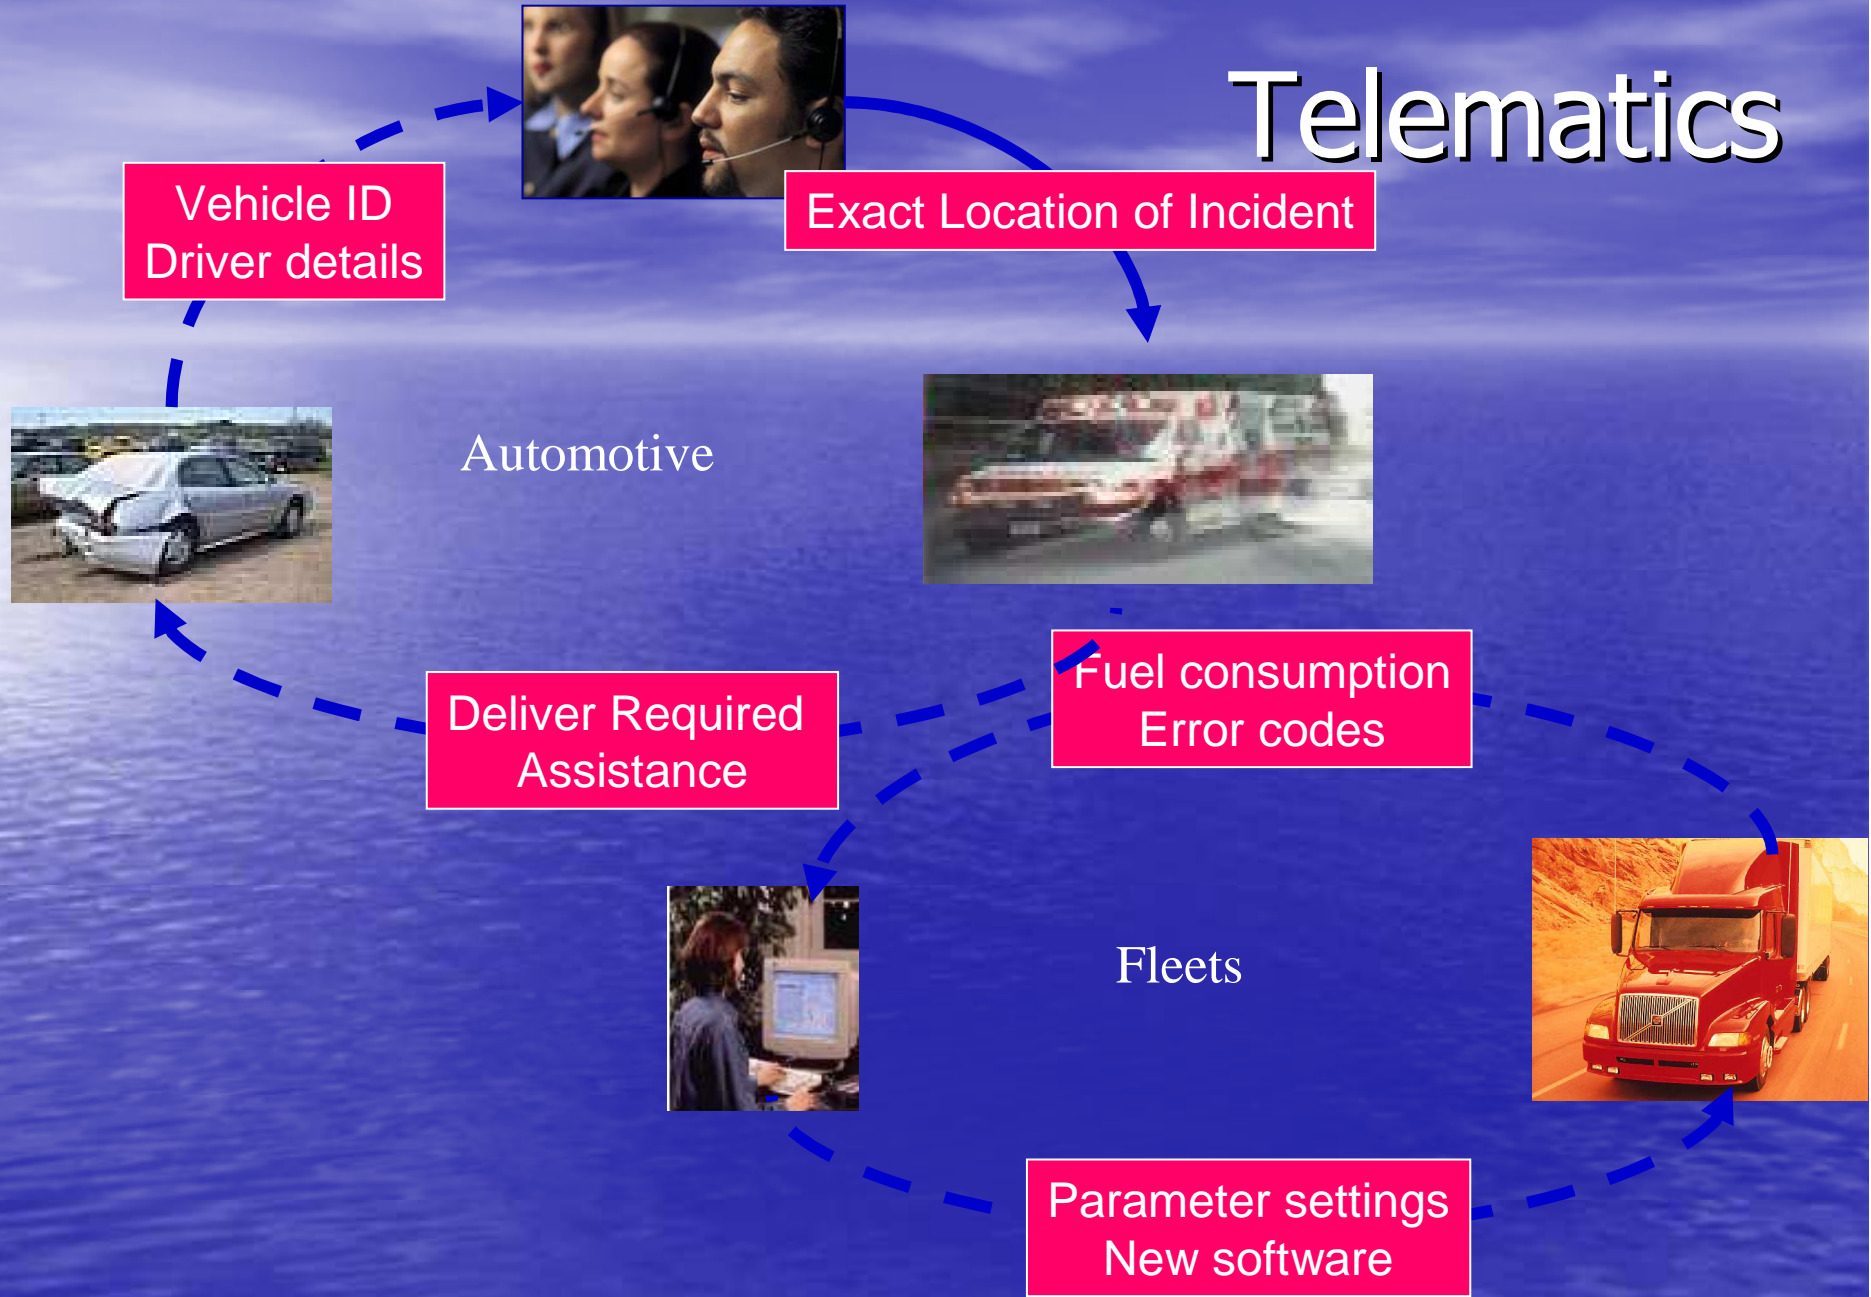 Telematics
Vehicle ID
Driver details
Exact Location of Incident
Automotive
Deliver Required
Assistance
Fuel consumption
Error codes
Fleets
Parameter settings
New software